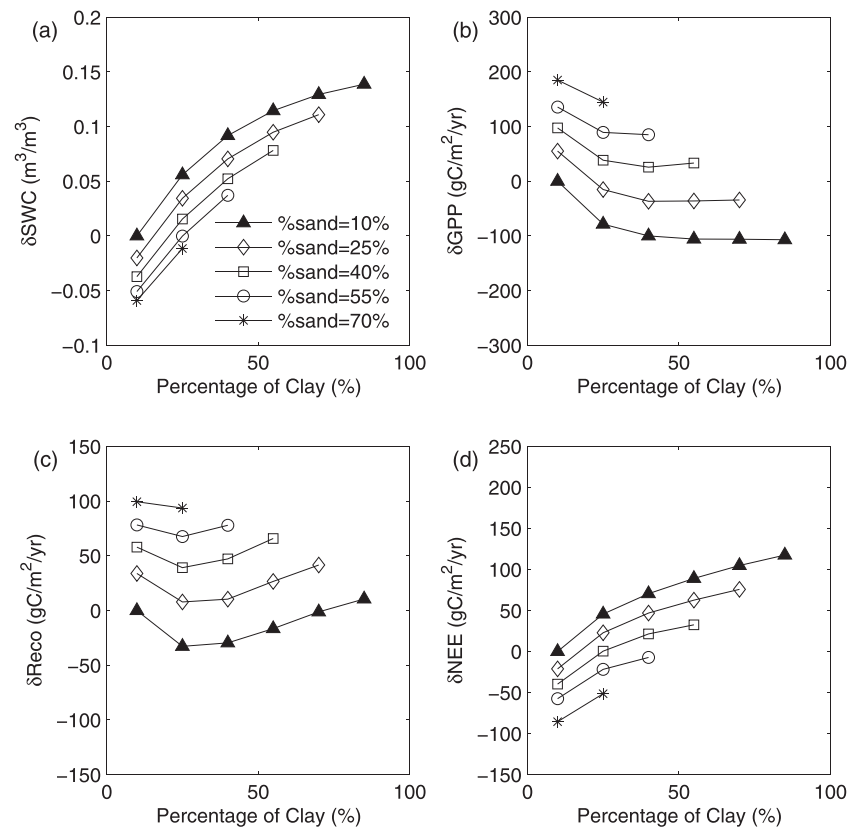 (a)
0.2
0.15
0.1
0.05
0
−0.05
−0.1
δSWC (m³/m³)
%sand=10%
%sand=25%
%sand=40%
%sand=55%
%sand=70%
0 50 100
Percentage of Clay (%)
(b)
300
200
100
0
−100
−200
−300
δGPP (gC/m²/yr)
0 50 100
Percentage of Clay (%)
(c)
150
100
50
0
−50
−100
−150
δReco (gC/m²/yr)
0 50 100
Percentage of Clay (%)
(d)
250
200
150
100
50
0
−50
−100
−150
δNEE (gC/m²/yr)
0 50 100
Percentage of Clay (%)